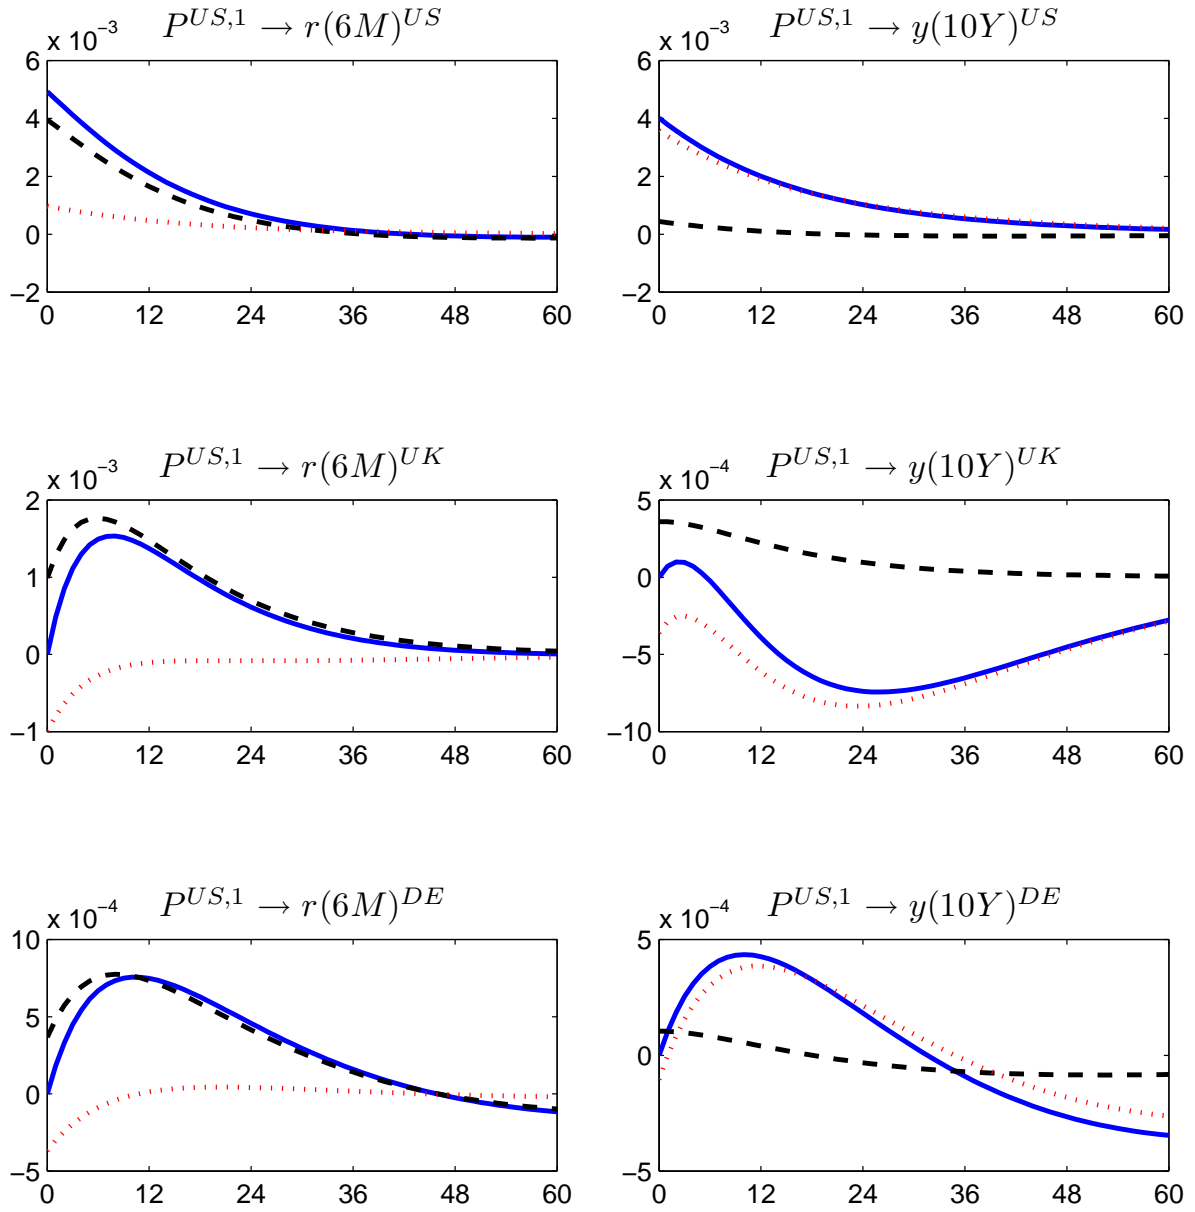 x 10⁻³ P^{US,1} → r(6M)^{US}
6
4
2
0
−2
0 12 24 36 48 60
x 10⁻³ P^{US,1} → y(10Y)^{US}
6
4
2
0
−2
0 12 24 36 48 60
x 10⁻³ P^{US,1} → r(6M)^{UK}
2
1
0
−1
0 12 24 36 48 60
x 10⁻⁴ P^{US,1} → y(10Y)^{UK}
5
0
−5
−10
0 12 24 36 48 60
x 10⁻⁴ P^{US,1} → r(6M)^{DE}
10
5
0
−5
0 12 24 36 48 60
x 10⁻⁴ P^{US,1} → y(10Y)^{DE}
5
0
−5
0 12 24 36 48 60